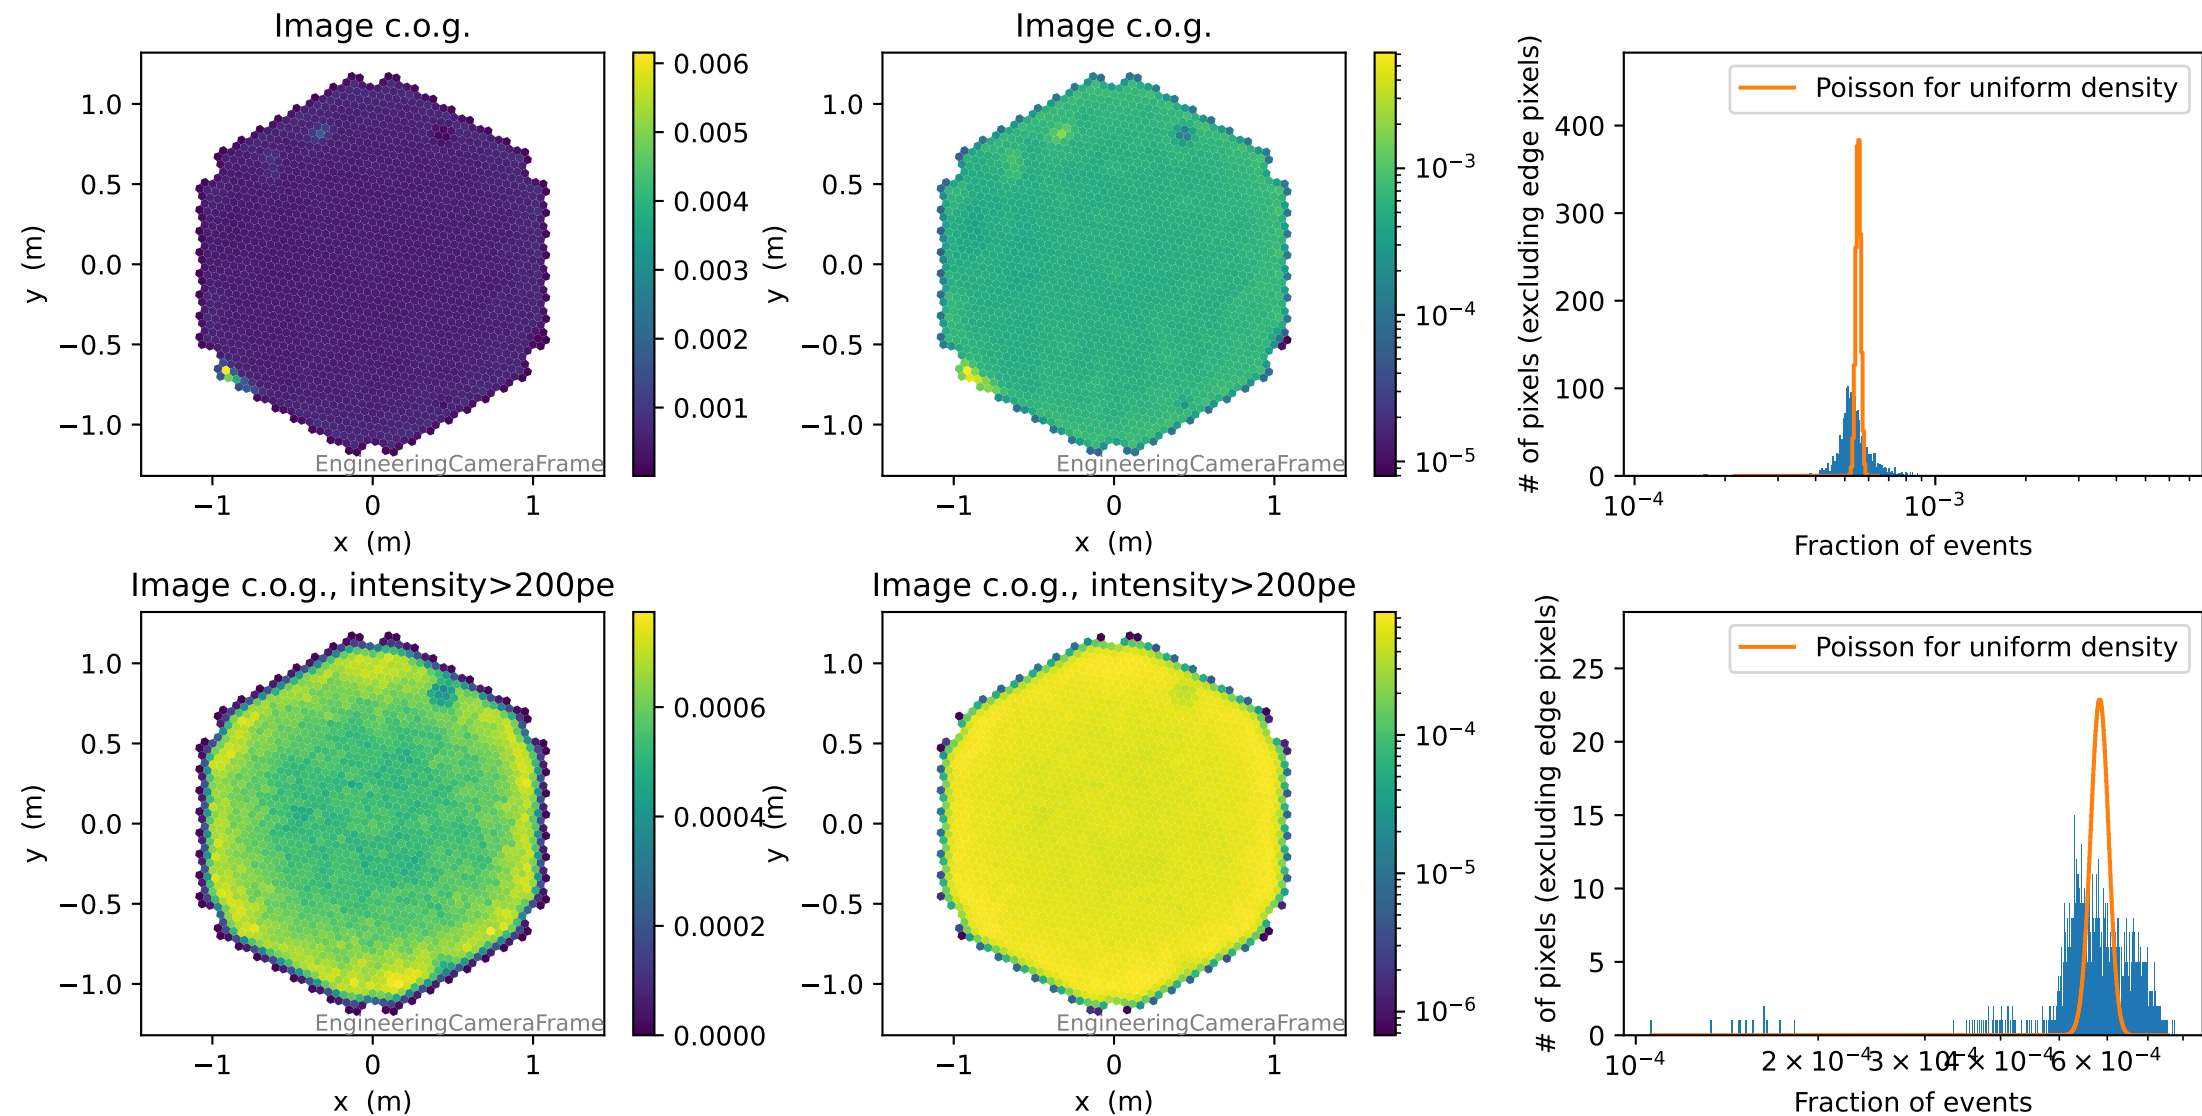 Image c.o.g.
1.0
0.5
0.0
−0.5
−1.0
y (m)
−1
0
1
x (m)
EngineeringCameraFrame
0.006
0.005
0.004
0.003
0.002
0.001
Image c.o.g.
1.0
0.5
0.0
−0.5
−1.0
y (m)
−1
0
1
x (m)
EngineeringCameraFrame
10⁻³
10⁻⁴
10⁻⁵
Poisson for uniform density
# of pixels (excluding edge pixels)
400
300
200
100
0
10⁻⁴
10⁻³
Fraction of events
Image c.o.g., intensity>200pe
1.0
0.5
0.0
−0.5
−1.0
y (m)
−1
0
1
x (m)
EngineeringCameraFrame
0.0006
0.0004
0.0002
0.0000
Image c.o.g., intensity>200pe
1.0
0.5
0.0
−0.5
−1.0
y (m)
−1
0
1
x (m)
EngineeringCameraFrame
10⁻⁴
10⁻⁵
10⁻⁶
Poisson for uniform density
# of pixels (excluding edge pixels)
25
20
15
10
5
0
10⁻⁴
2 × 10⁻⁴
3 × 10⁻⁴
4 × 10⁻⁴
6 × 10⁻⁴
Fraction of events